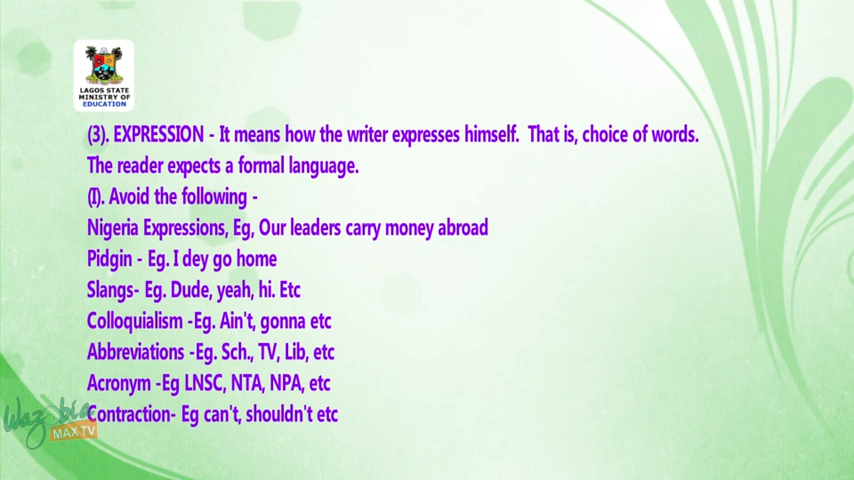 LAGOS STATE
MINISTRY OF
EDUCATION
(3). EXPRESSION - It means how the writer expresses himself. That is, choice of words.
The reader expects a formal language.
(I). Avoid the following -
Nigeria Expressions, Eg, Our leaders carry money abroad
Pidgin - Eg. I dey go home
Slangs- Eg. Dude, yeah, hi. Etc
Colloquialism -Eg. Ain't, gonna etc
Abbreviations -Eg. Sch., TV, Lib, etc
Acronym -Eg LNSC, NTA, NPA, etc
Contraction- Eg can't, shouldn't etc
Wazobia
MAX TV